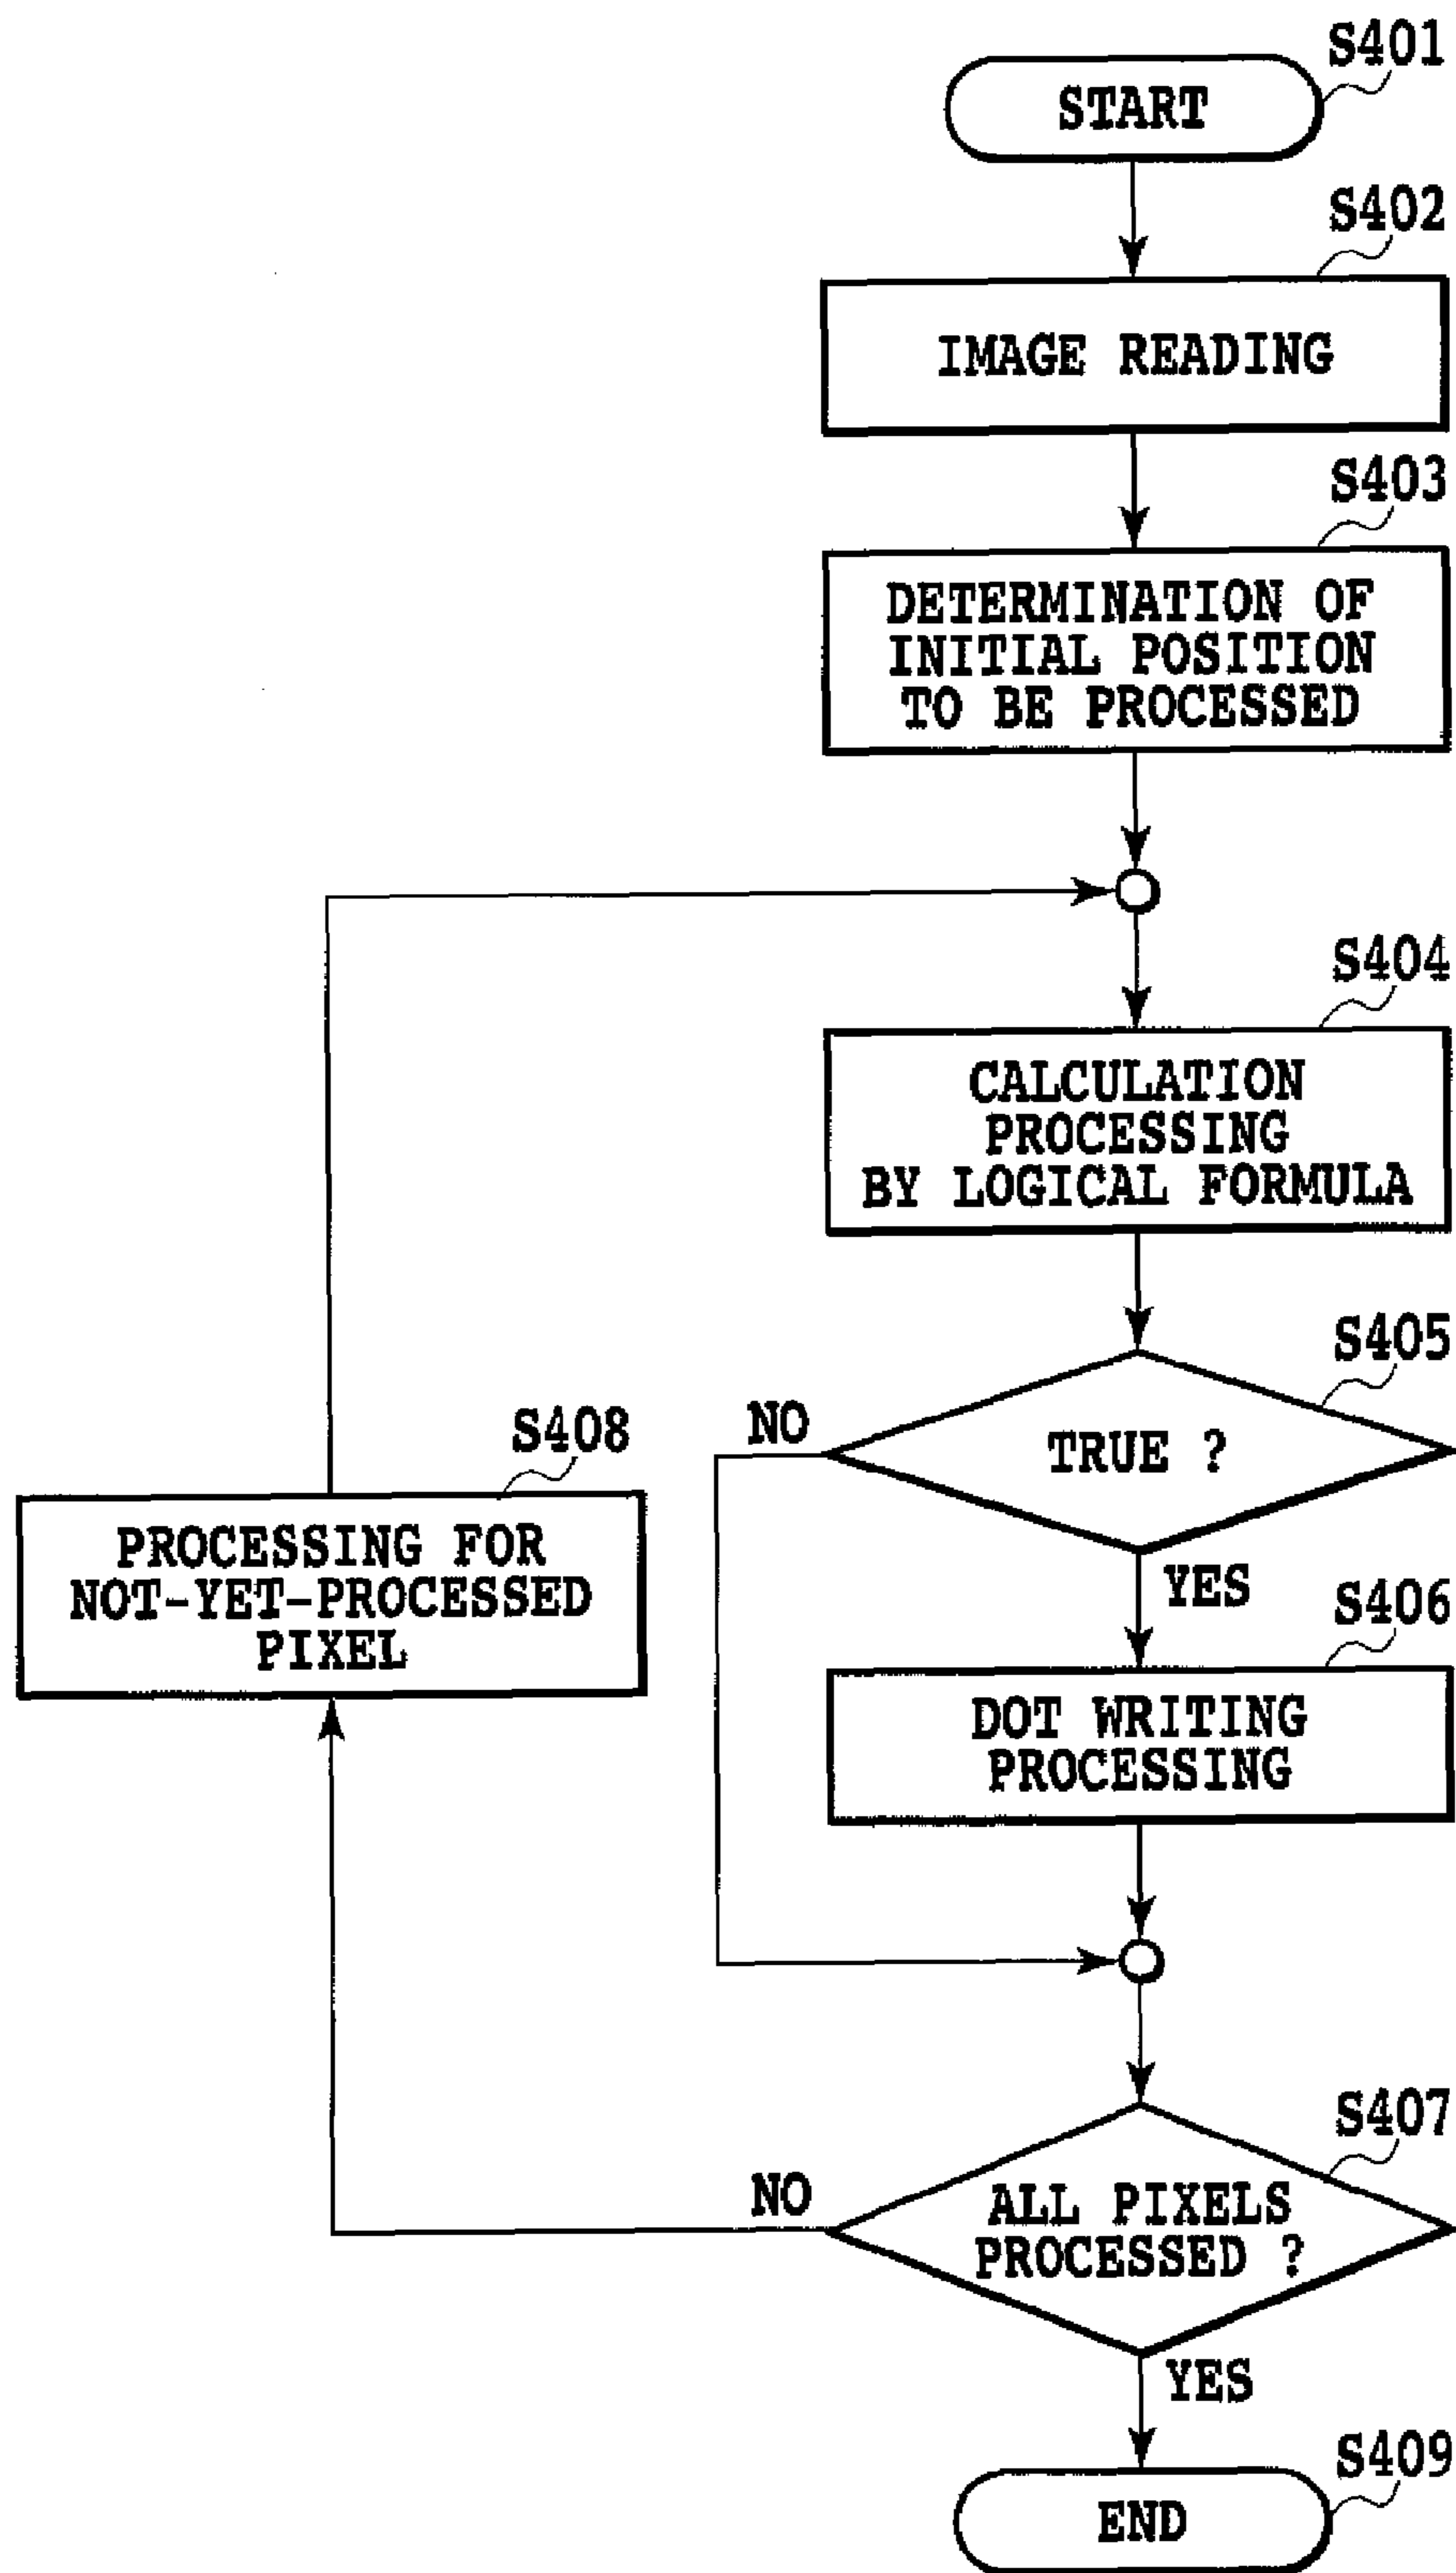 S401
START
S402
IMAGE READING
S403
DETERMINATION OF
INITIAL POSITION
TO BE PROCESSED
S404
CALCULATION
PROCESSING
BY LOGICAL FORMULA
S405
TRUE ?
NO
YES
S408
PROCESSING FOR
NOT-YET-PROCESSED
PIXEL
S406
DOT WRITING
PROCESSING
S407
ALL PIXELS
PROCESSED ?
NO
YES
S409
END